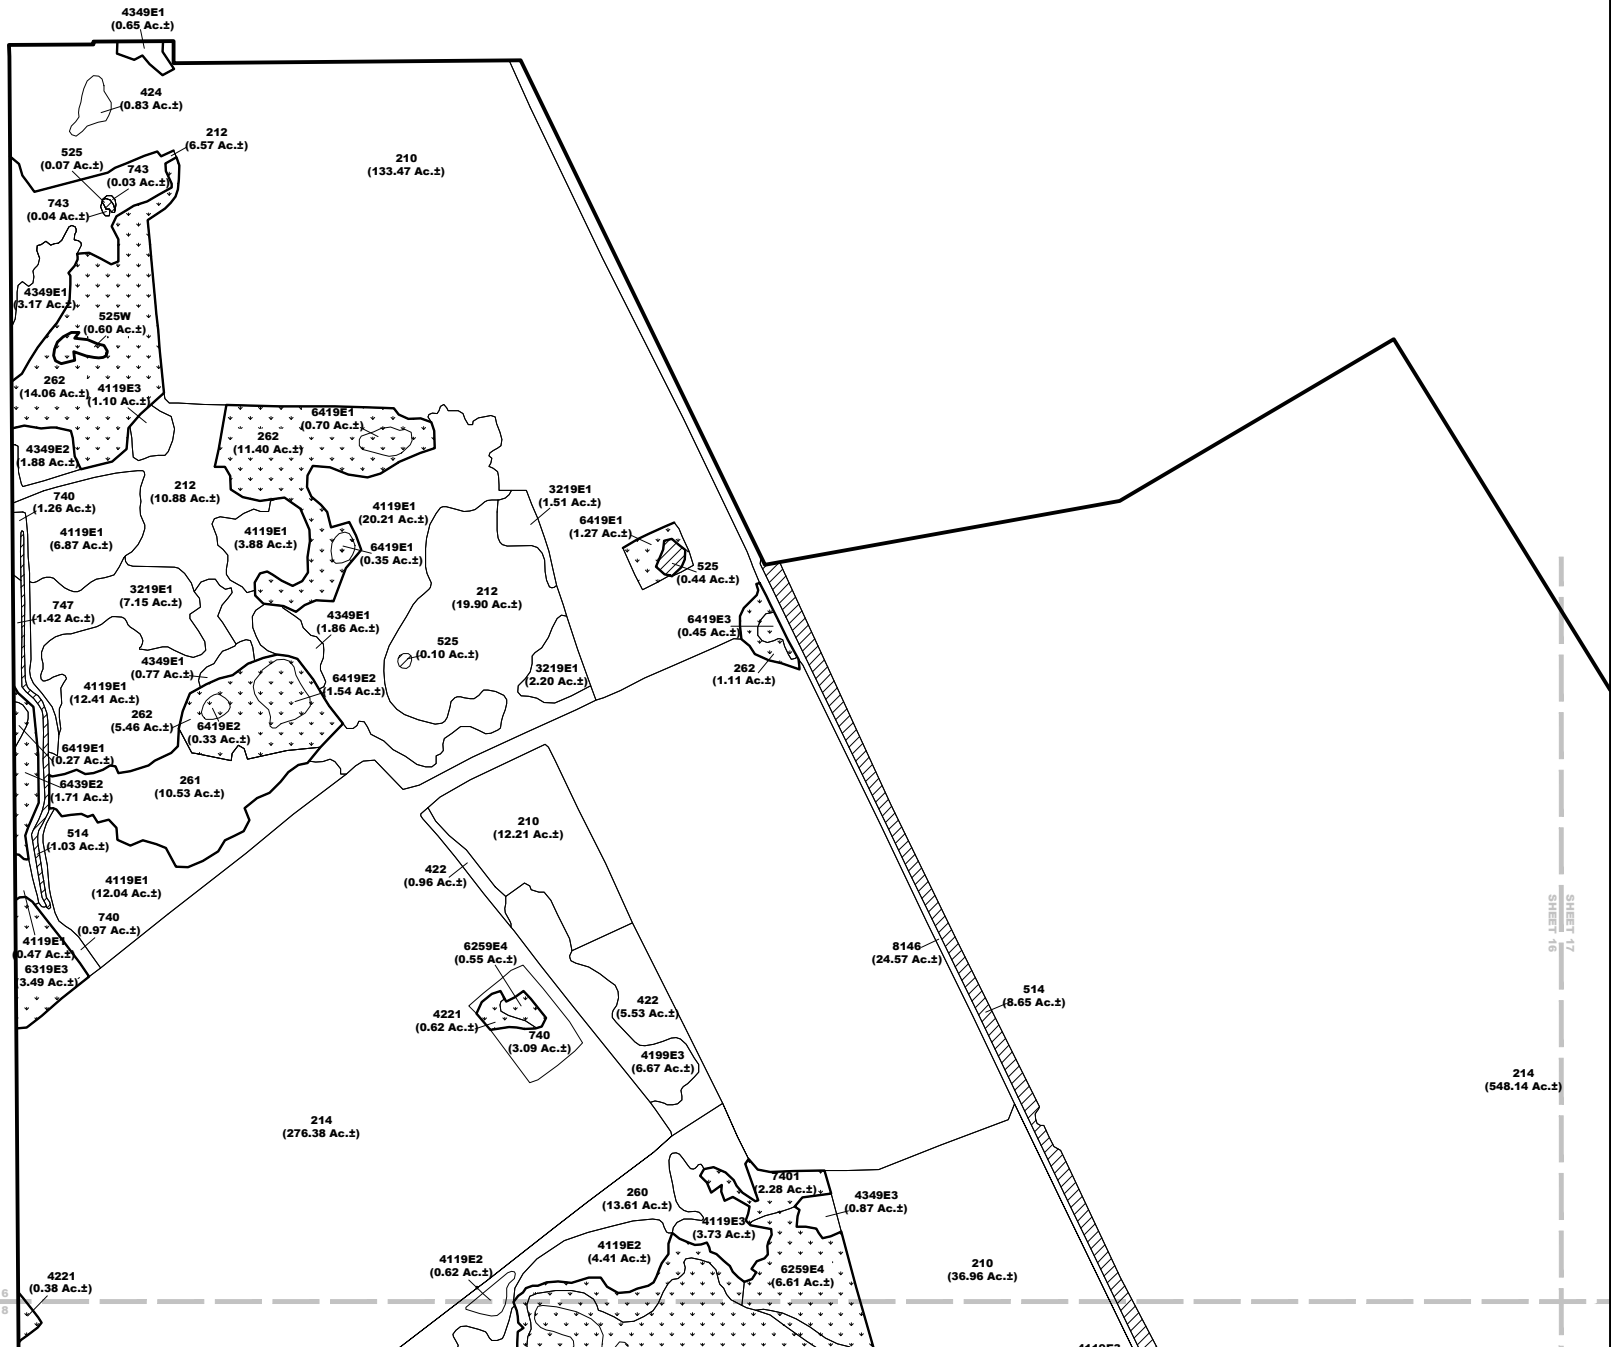 4349E1
(0.65 Ac.±)
424
(0.83 Ac.±)
212
(6.57 Ac.±)
525
(0.07 Ac.±)
743
(0.03 Ac.±)
210
(133.47 Ac.±)
743
(0.04 Ac.±)
4349E1
(3.17 Ac.±)
525W
(0.60 Ac.±)
262
(14.06 Ac.±)
4119E3
(1.10 Ac.±)
6419E1
(0.70 Ac.±)
262
(11.40 Ac.±)
4349E2
(1.88 Ac.±)
740
(1.26 Ac.±)
212
(10.88 Ac.±)
4119E1
(20.21 Ac.±)
3219E1
(1.51 Ac.±)
6419E1
(1.27 Ac.±)
4119E1
(6.87 Ac.±)
4119E1
(3.88 Ac.±)
6419E1
(0.35 Ac.±)
525
(0.44 Ac.±)
3219E1
(7.15 Ac.±)
212
(19.90 Ac.±)
747
(1.42 Ac.±)
4349E1
(1.86 Ac.±)
6419E3
(0.45 Ac.±)
525
(0.10 Ac.±)
4349E1
(0.77 Ac.±)
3219E1
(2.20 Ac.±)
262
(1.11 Ac.±)
6419E2
(1.54 Ac.±)
4119E1
(12.41 Ac.±)
262
(5.46 Ac.±)
6419E2
(0.33 Ac.±)
6419E1
(0.27 Ac.±)
6439E2
(1.71 Ac.±)
261
(10.53 Ac.±)
514
(1.03 Ac.±)
210
(12.21 Ac.±)
422
(0.96 Ac.±)
4119E1
(12.04 Ac.±)
740
(0.97 Ac.±)
4119E1
(0.47 Ac.±)
6319E3
(3.49 Ac.±)
6259E4
(0.55 Ac.±)
8146
(24.57 Ac.±)
SHEET 16
SHEET 17
514
(8.65 Ac.±)
422
(5.53 Ac.±)
4221
(0.62 Ac.±)
740
(3.09 Ac.±)
4199E3
(6.67 Ac.±)
214
(548.14 Ac.±)
214
(276.38 Ac.±)
7401
(2.28 Ac.±)
260
(13.61 Ac.±)
4349E3
(0.87 Ac.±)
4119E3
(3.73 Ac.±)
4119E2
(4.41 Ac.±)
4119E2
(0.62 Ac.±)
6259E4
(6.61 Ac.±)
210
(36.96 Ac.±)
4221
(0.38 Ac.±)
6
8